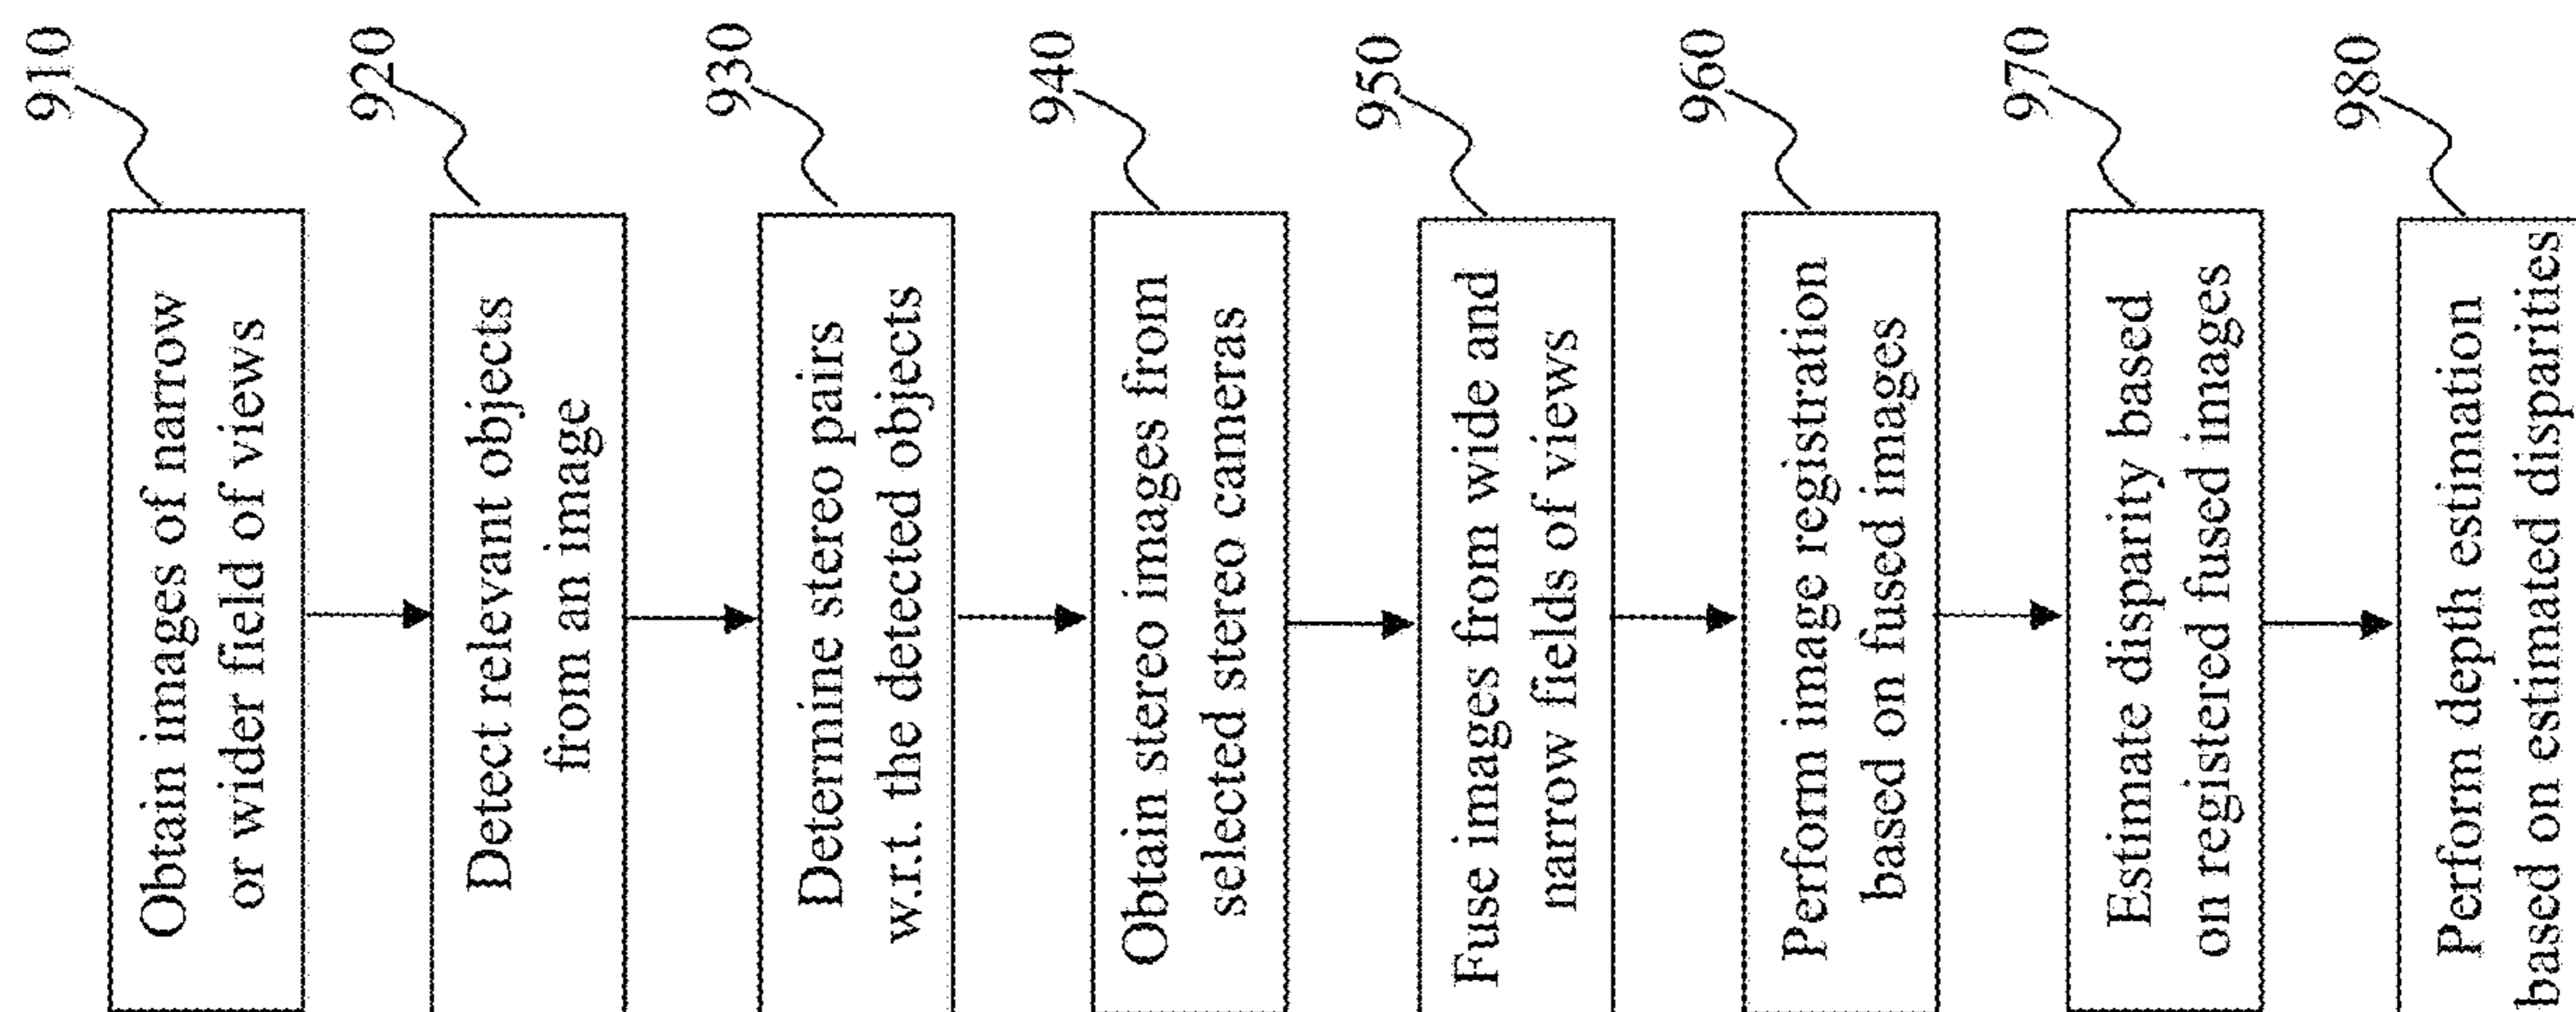 910
Obtain images of narrow
or wider field of views
920
Detect relevant objects
from an image
930
Determine stereo pairs
w.r.t. the detected objects
940
Obtain stereo images from
selected stereo cameras
950
Fuse images from wide and
narrow fields of views
960
Perform image registration
based on fused images
970
Estimate disparity based
on registered fused images
980
Perform depth estimation
based on estimated disparities